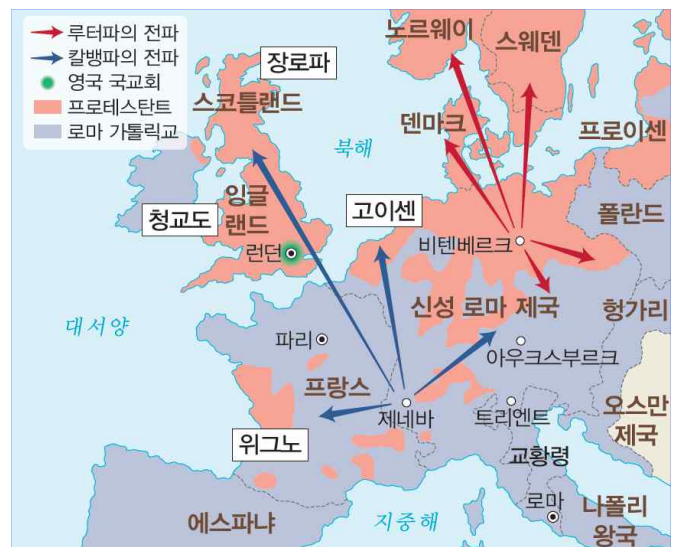 루터파의 전파
칼뱅파의 전파
영국 국교회
프로테스탄트
로마 가톨릭교
장로파
노르웨이
스웨덴
스코틀랜드
덴마크
프로이센
북해
잉글
랜드
청교도
고이센
폴란드
런던
비텐베르크
신성 로마 제국
헝가리
대서양
파리
아우크스부르크
프랑스
제네바
트리엔트
오스만
제국
위그노
교황령
로마
나폴리
왕국
에스파냐
지중해